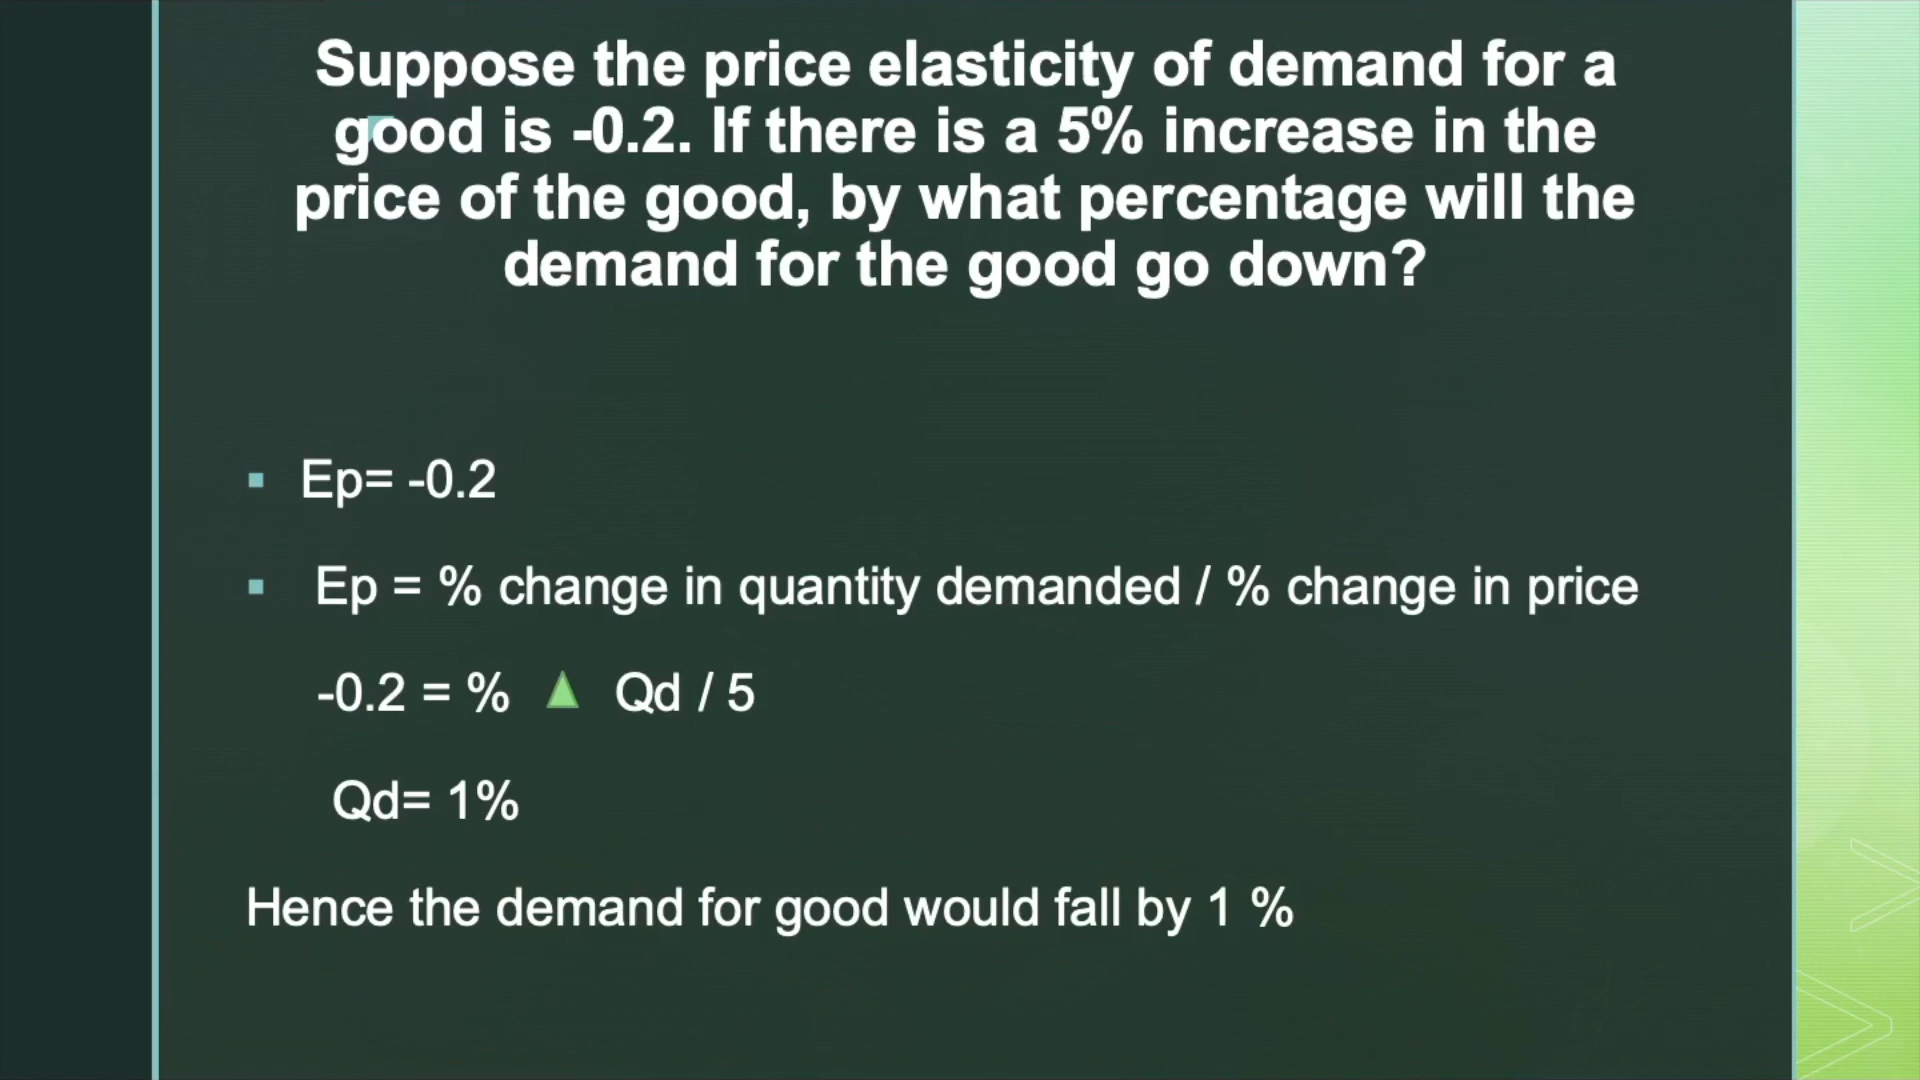 Suppose the price elasticity of demand for a
good is -0.2. If there is a 5% increase in the
price of the good, by what percentage will the
demand for the good go down?
Ep= -0.2
Ep = % change in quantity demanded / % change in price
-0.2 = % ▲ Qd / 5
Qd= 1%
Hence the demand for good would fall by 1 %